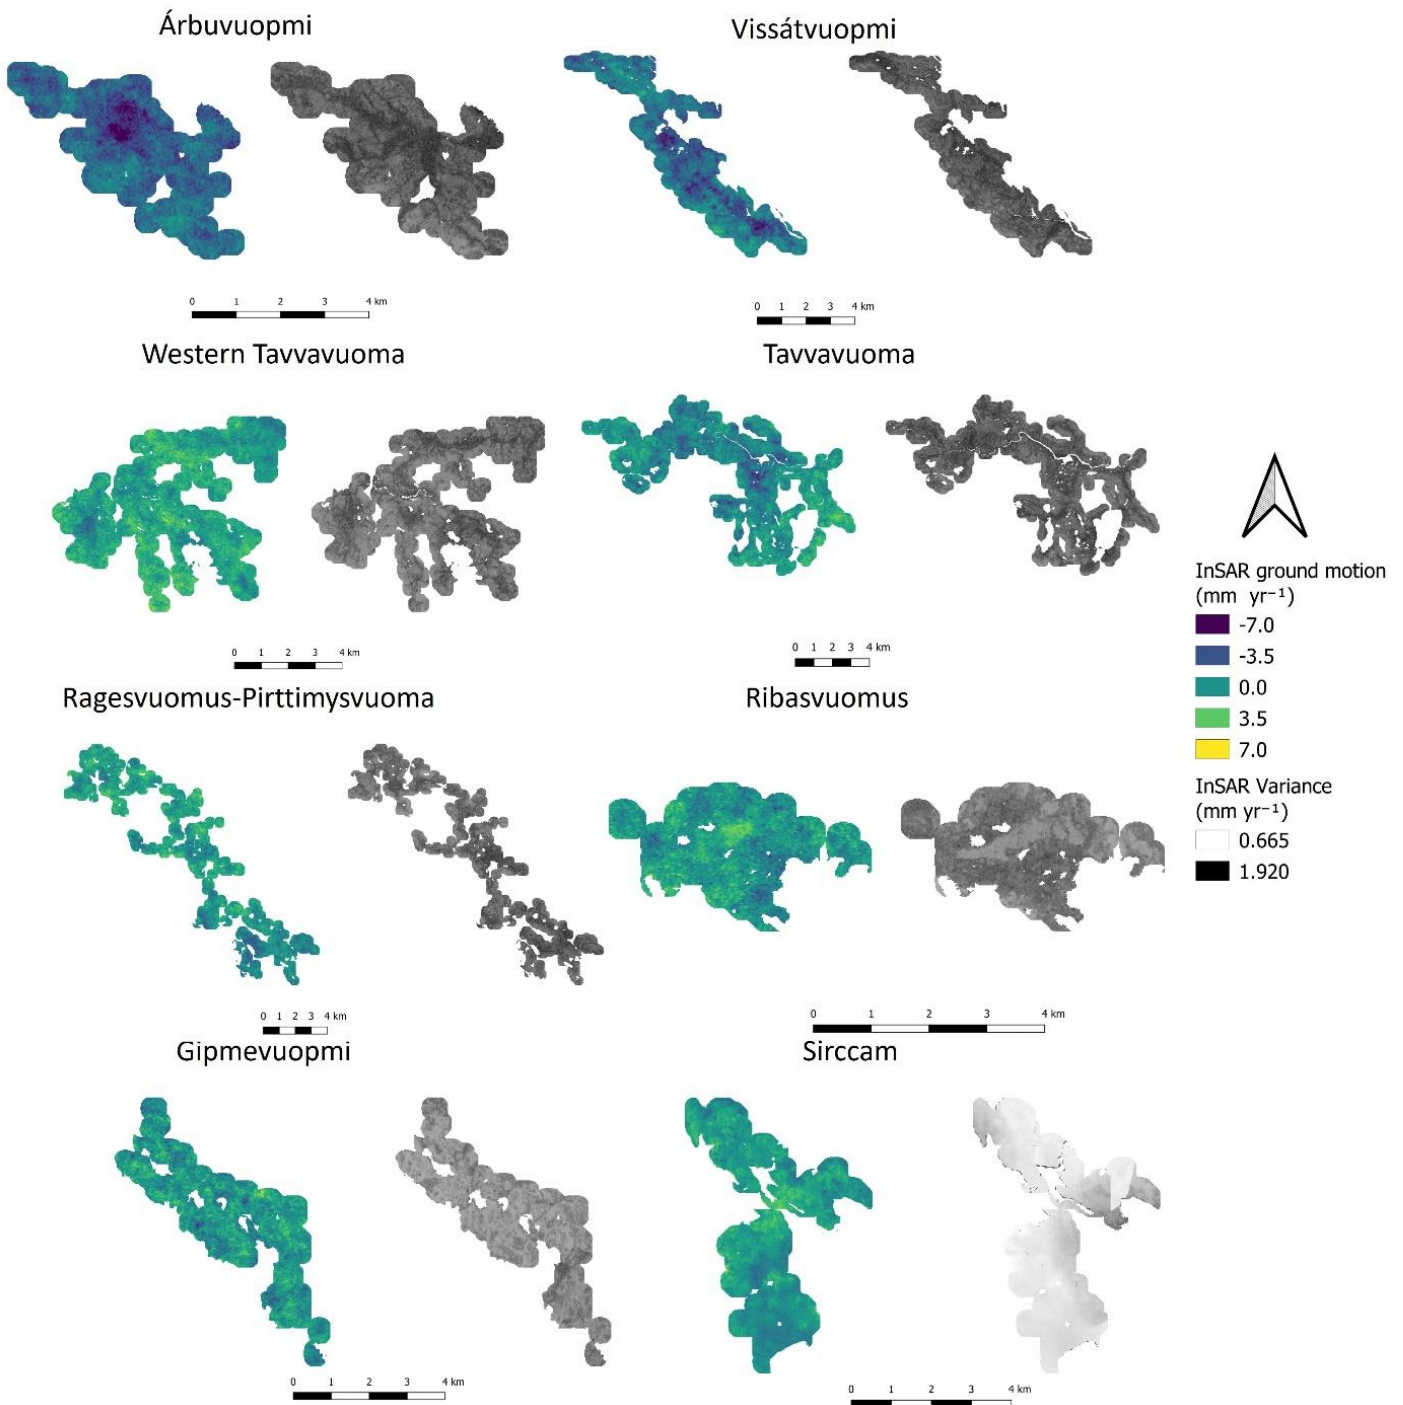 Árbuvuopmi
Vissátvuopmi
0 1 2 3 4 km
0 1 2 3 4 km
Western Tavvavuoma
Tavvavuoma
0 1 2 3 4 km
0 1 2 3 4 km
InSAR ground motion
(mm yr⁻¹)
-7.0
-3.5
0.0
3.5
7.0
InSAR Variance
(mm yr⁻¹)
0.665
1.920
Ragesvuomus-Pirttimysvuoma
Ribasvuomus
0 1 2 3 4 km
0 1 2 3 4 km
Gipmevuopmi
Sirccam
0 1 2 3 4 km
0 1 2 3 4 km